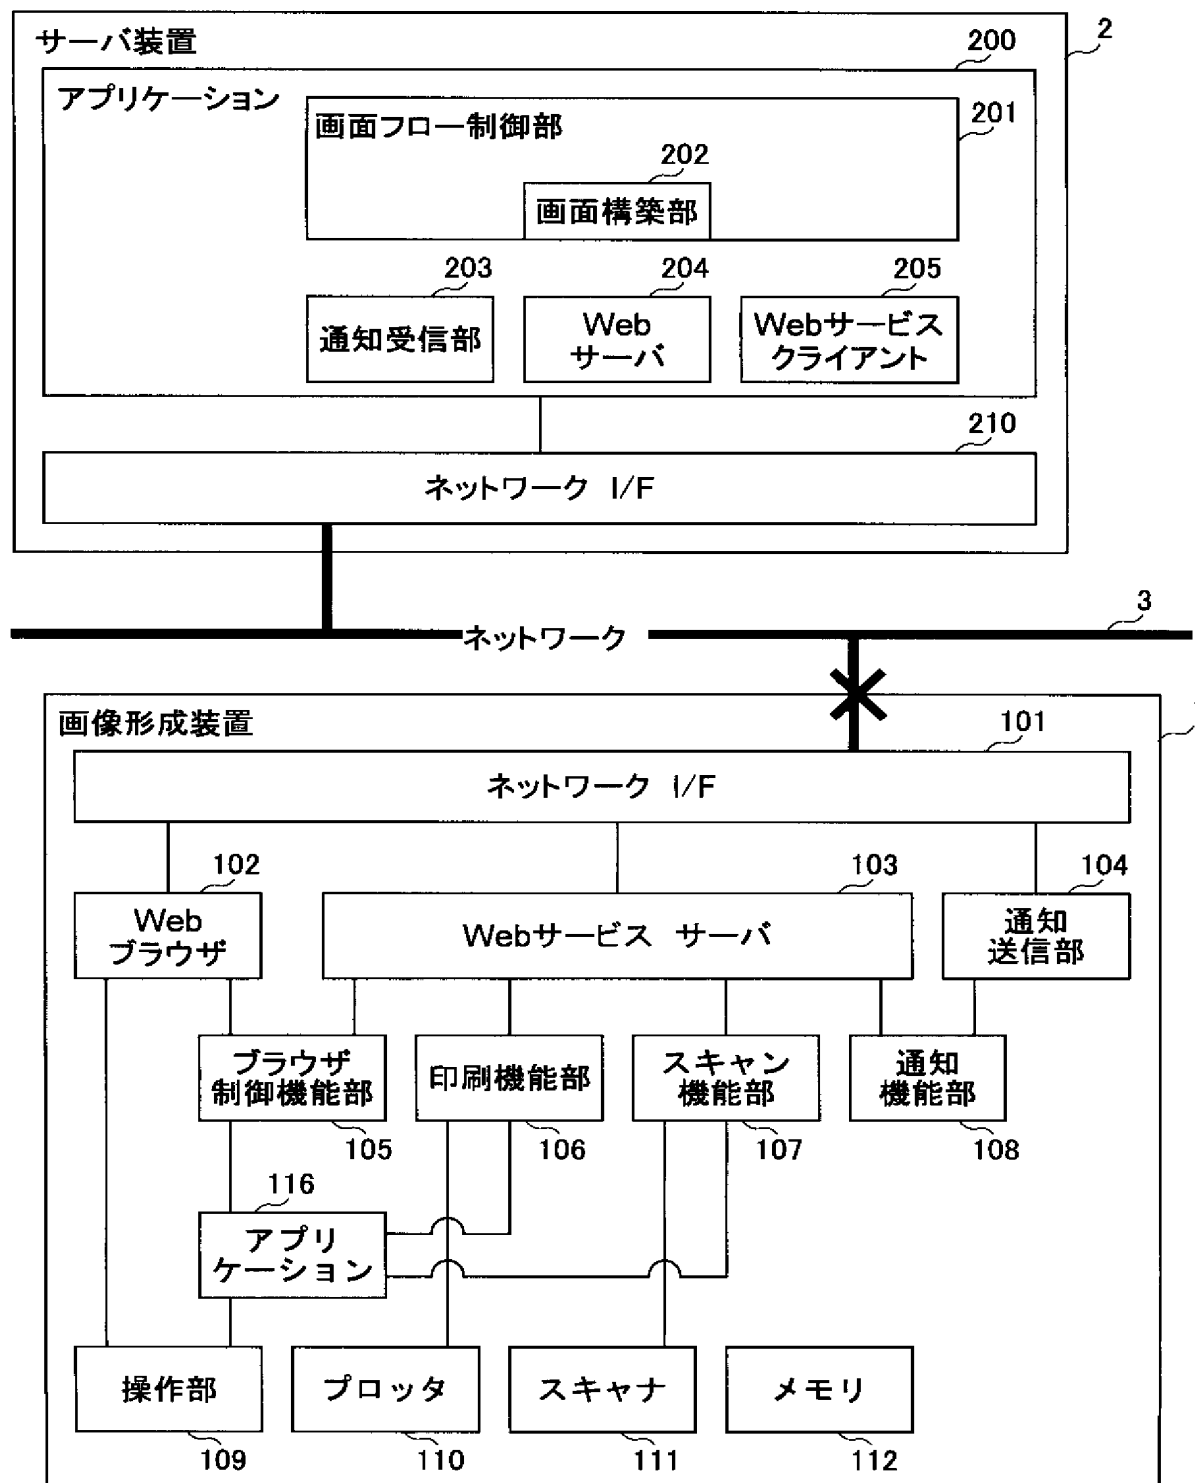 サーバ装置
2
200
アプリケーション
画面フロー制御部
201
202
画面構築部
203
204
205
通知受信部
Web
サーバ
Webサービス
クライアント
210
ネットワーク I/F
3
ネットワーク
画像形成装置
101
ネットワーク I/F
102
103
104
Web
ブラウザ
Webサービス サーバ
通知
送信部
ブラウザ
制御機能部
印刷機能部
スキャン
機能部
通知
機能部
105
106
107
108
116
アプリ
ケーション
操作部
プロッタ
スキャナ
メモリ
109
110
111
112